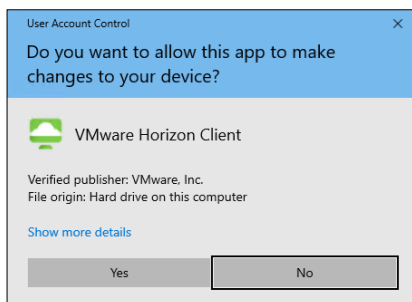 User Account Control
Do you want to allow this app to make
changes to your device?
VMware Horizon Client
Verified publisher: VMware, Inc.
File origin: Hard drive on this computer
Show more details
Yes
No